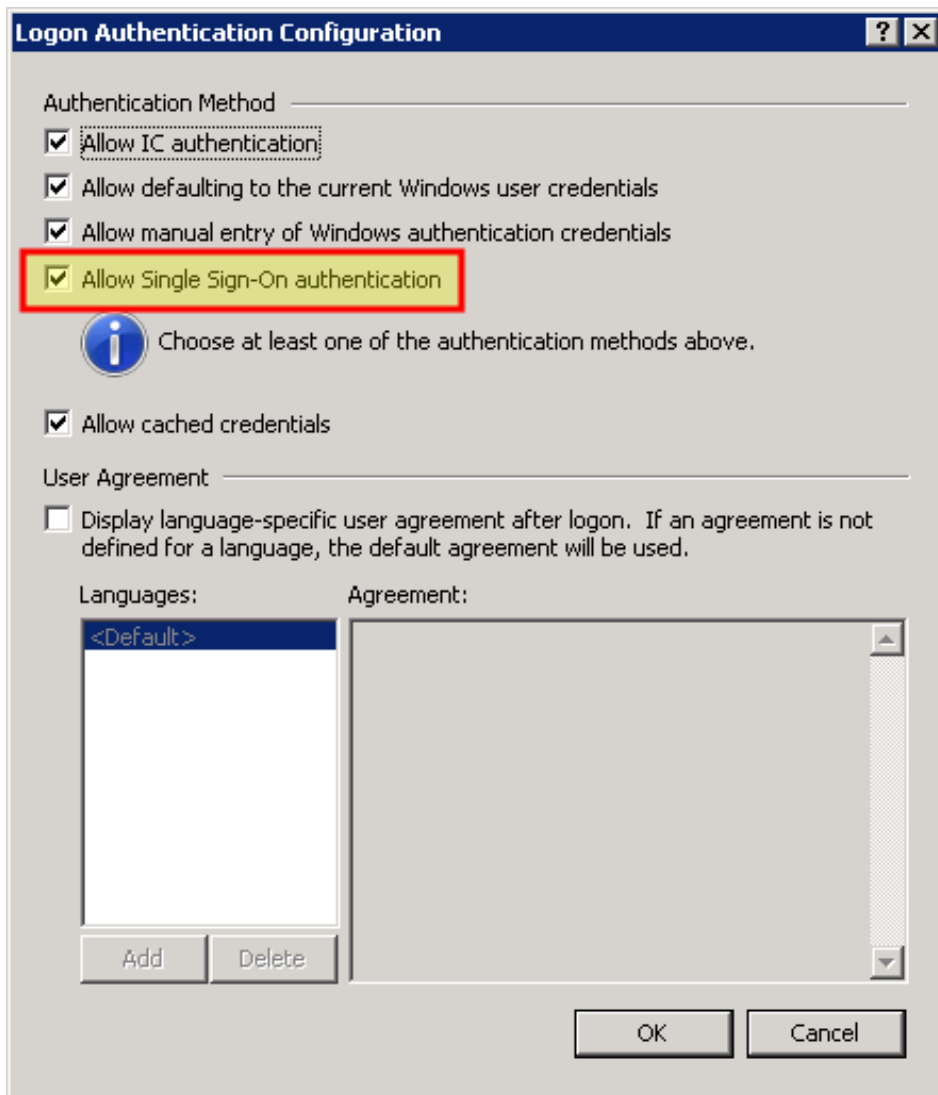 Logon Authentication Configuration
Authentication Method
Allow IC authentication
Allow defaulting to the current Windows user credentials
Allow manual entry of Windows authentication credentials
Allow Single Sign-On authentication
Choose at least one of the authentication methods above.
Allow cached credentials
User Agreement
Display language-specific user agreement after logon.  If an agreement is not
defined for a language, the default agreement will be used.
Languages: Agreement:
<Default>
Add Delete
OK Cancel